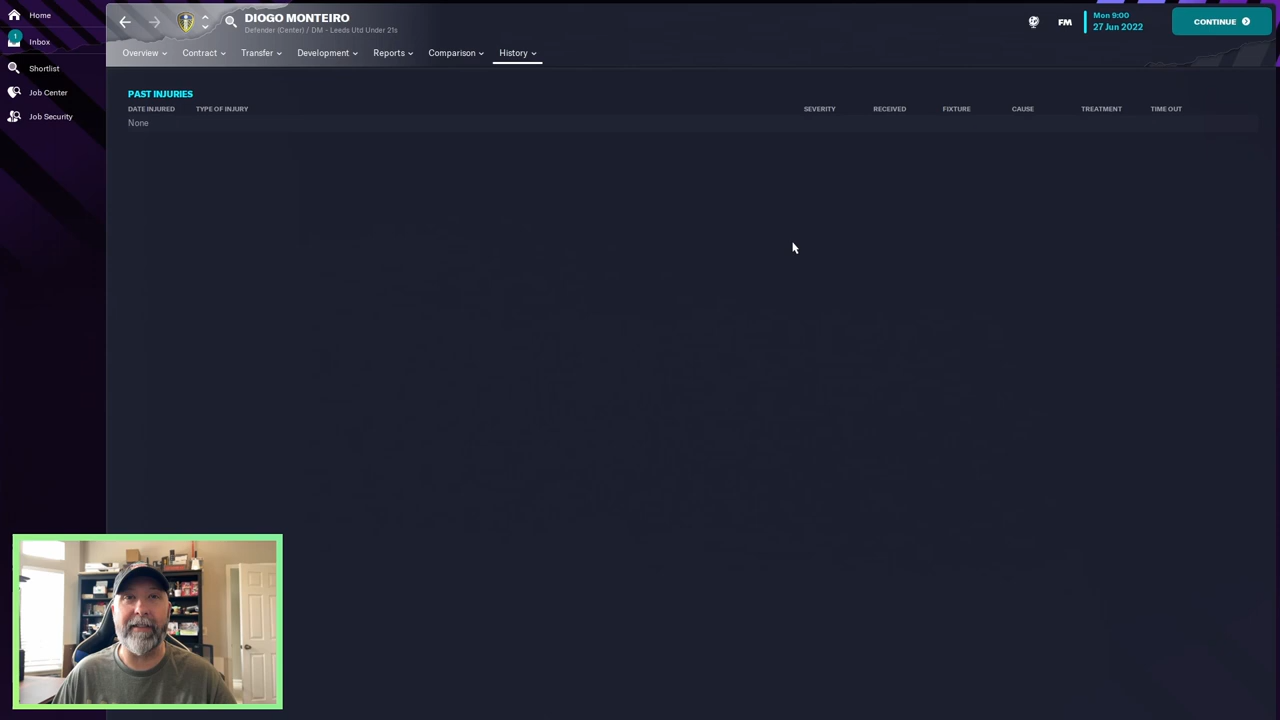 Home
1
Inbox
Shortlist
Job Center
Job Security
DIOGO MONTEIRO
Defender (Center) / DM - Leeds Utd Under 21s
FM
Mon 9:00
27 Jun 2022
CONTINUE
Overview
Contract
Transfer
Development
Reports
Comparison
History
PAST INJURIES
DATE INJURED TYPE OF INJURY SEVERITY RECEIVED FIXTURE CAUSE TREATMENT TIME OUT
None